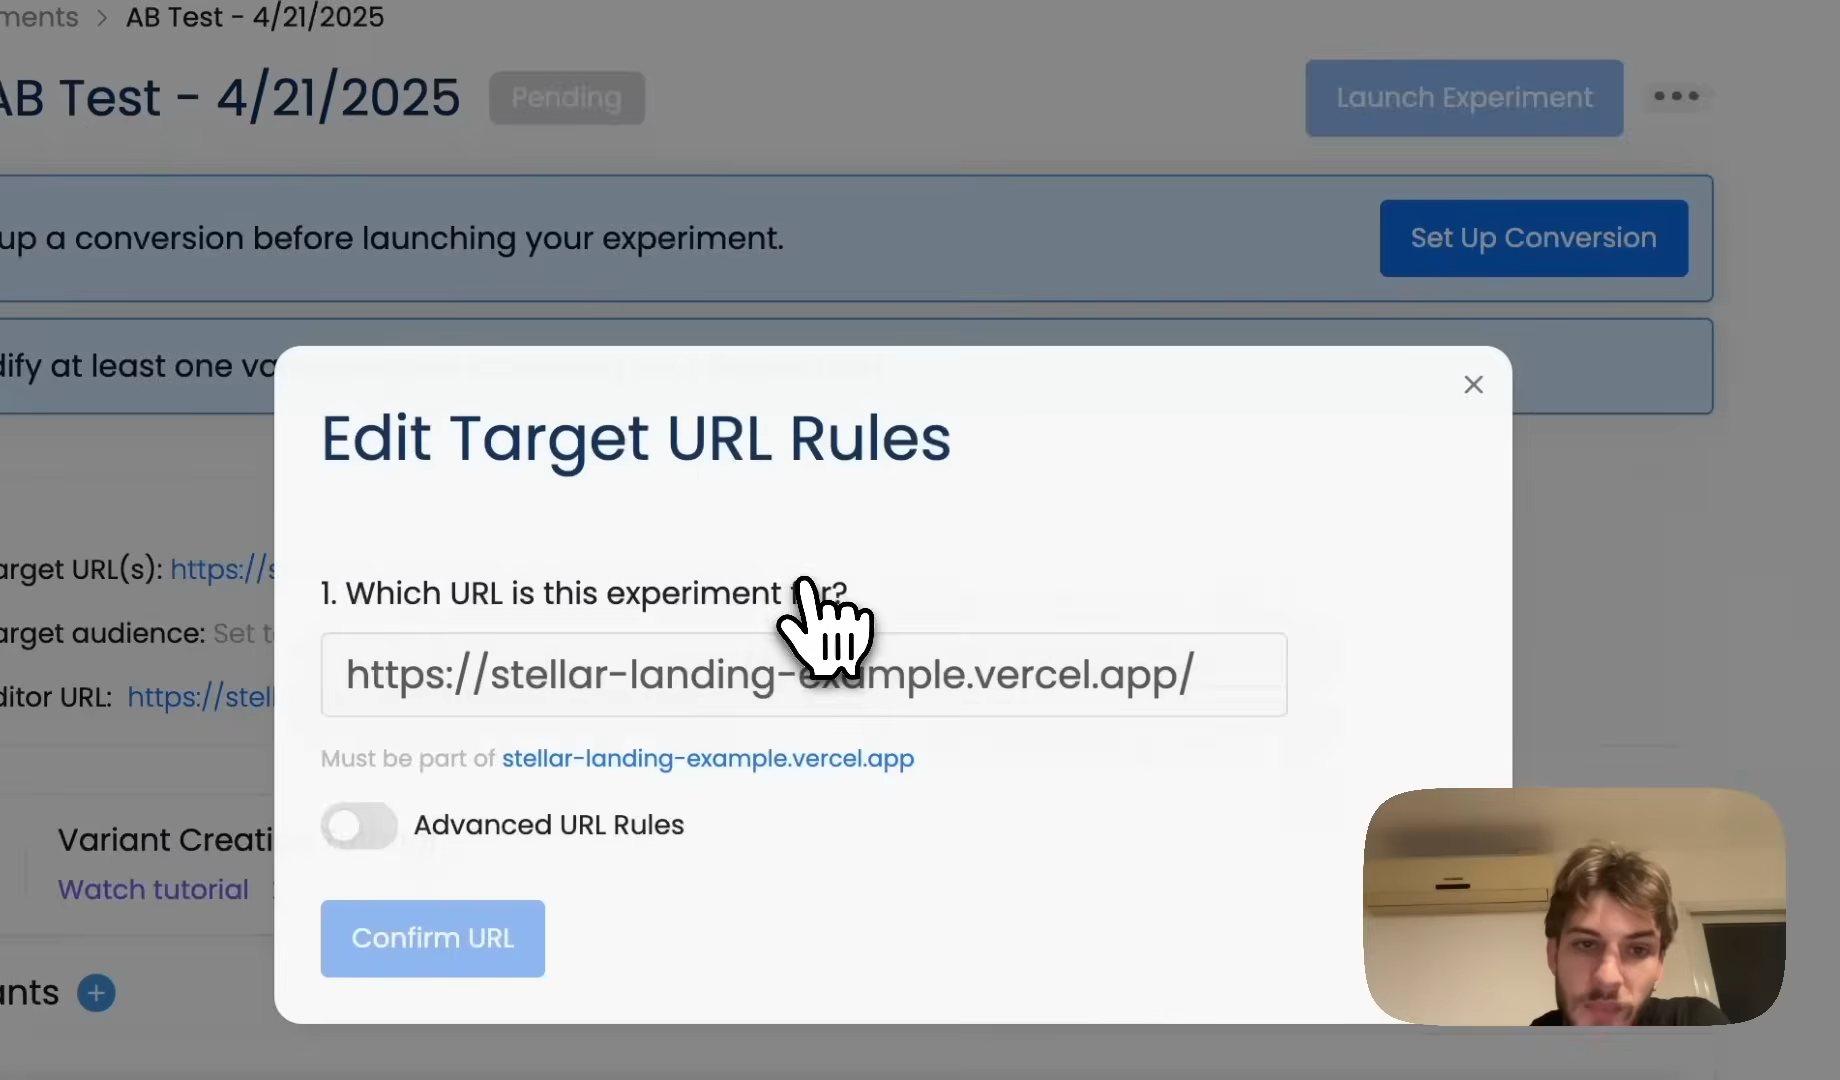 ments > AB Test - 4/21/2025
AB Test - 4/21/2025 Pending
Launch Experiment
up a conversion before launching your experiment.
Set Up Conversion
dify at least one va
Edit Target URL Rules
1. Which URL is this experiment for?
https://stellar-landing-example.vercel.app/
Must be part of stellar-landing-example.vercel.app
Advanced URL Rules
Confirm URL
arget URL(s): https://s
arget audience: Set t
ditor URL: https://stell
Variant Creati
Watch tutorial
ants +